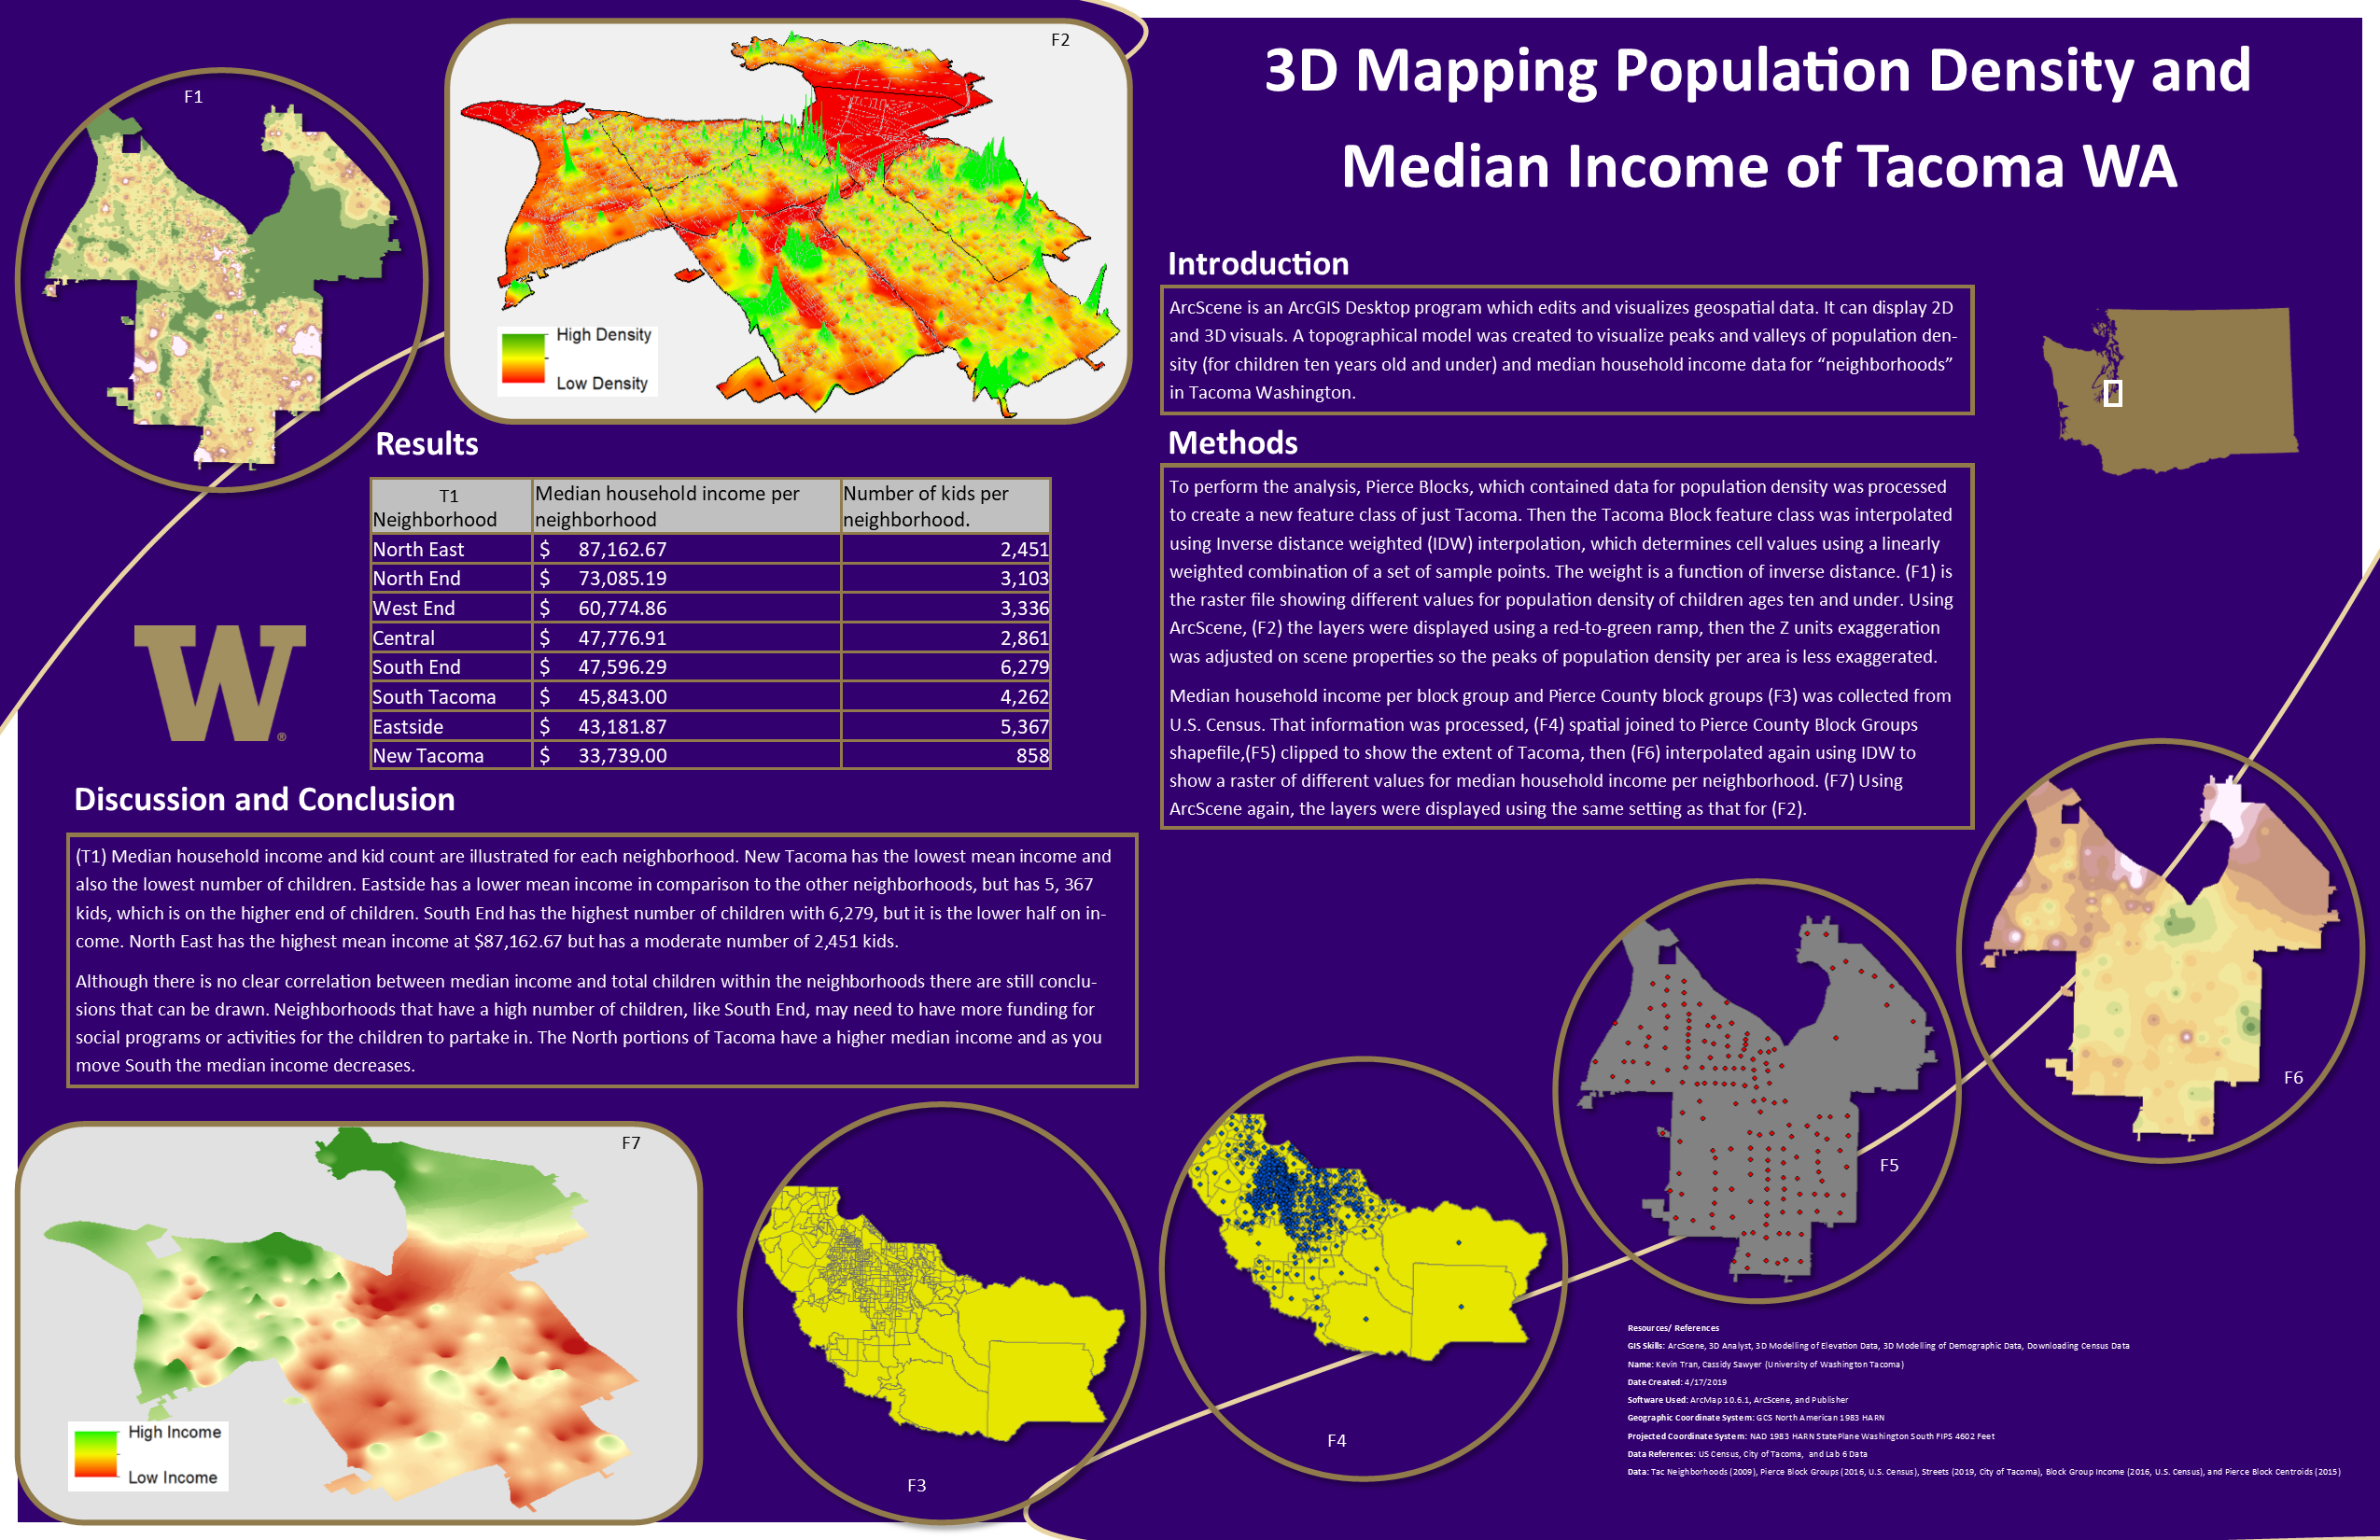 3D Mapping Population Density and
Median Income of Tacoma WA
F1
F2
High Density
Low Density
Introduction
ArcScene is an ArcGIS Desktop program which edits and visualizes geospatial data. It can display 2D
and 3D visuals. A topographical model was created to visualize peaks and valleys of population den-
sity (for children ten years old and under) and median household income data for “neighborhoods”
in Tacoma Washington.
Methods
To perform the analysis, Pierce Blocks, which contained data for population density was processed
to create a new feature class of just Tacoma. Then the Tacoma Block feature class was interpolated
using Inverse distance weighted (IDW) interpolation, which determines cell values using a linearly
weighted combination of a set of sample points. The weight is a function of inverse distance. (F1) is
the raster file showing different values for population density of children ages ten and under. Using
ArcScene, (F2) the layers were displayed using a red-to-green ramp, then the Z units exaggeration
was adjusted on scene properties so the peaks of population density per area is less exaggerated.
Median household income per block group and Pierce County block groups (F3) was collected from
U.S. Census. That information was processed, (F4) spatial joined to Pierce County Block Groups
shapefile,(F5) clipped to show the extent of Tacoma, then (F6) interpolated again using IDW to
show a raster of different values for median household income per neighborhood. (F7) Using
ArcScene again, the layers were displayed using the same setting as that for (F2).
Results
T1
Neighborhood
Median household income per
neighborhood
Number of kids per
neighborhood.
North East $ 87,162.67 2,451
North End $ 73,085.19 3,103
West End $ 60,774.86 3,336
Central $ 47,776.91 2,861
South End $ 47,596.29 6,279
South Tacoma $ 45,843.00 4,262
Eastside $ 43,181.87 5,367
New Tacoma $ 33,739.00 858
W®
Discussion and Conclusion
(T1) Median household income and kid count are illustrated for each neighborhood. New Tacoma has the lowest mean income and
also the lowest number of children. Eastside has a lower mean income in comparison to the other neighborhoods, but has 5, 367
kids, which is on the higher end of children. South End has the highest number of children with 6,279, but it is the lower half on in-
come. North East has the highest mean income at $87,162.67 but has a moderate number of 2,451 kids.
Although there is no clear correlation between median income and total children within the neighborhoods there are still conclu-
sions that can be drawn. Neighborhoods that have a high number of children, like South End, may need to have more funding for
social programs or activities for the children to partake in. The North portions of Tacoma have a higher median income and as you
move South the median income decreases.
F7
High Income
Low Income
F3
F4
F5
F6
Resources/ References
GIS Skills: ArcScene, 3D Analyst, 3D Modelling of Elevation Data, 3D Modelling of Demographic Data, Downloading Census Data
Name: Kevin Tran, Cassidy Sawyer (University of Washington Tacoma)
Date Created: 4/17/2019
Software Used: ArcMap 10.6.1, ArcScene, and Publisher
Geographic Coordinate System: GCS North American 1983 HARN
Projected Coordinate System: NAD 1983 HARN StatePlane Washington South FIPS 4602 Feet
Data References: US Census, City of Tacoma, and Lab 6 Data
Data: Tac Neighborhoods (2009), Pierce Block Groups (2016, U.S. Census), Streets (2019, City of Tacoma), Block Group Income (2016, U.S. Census), and Pierce Block Centroids (2015)